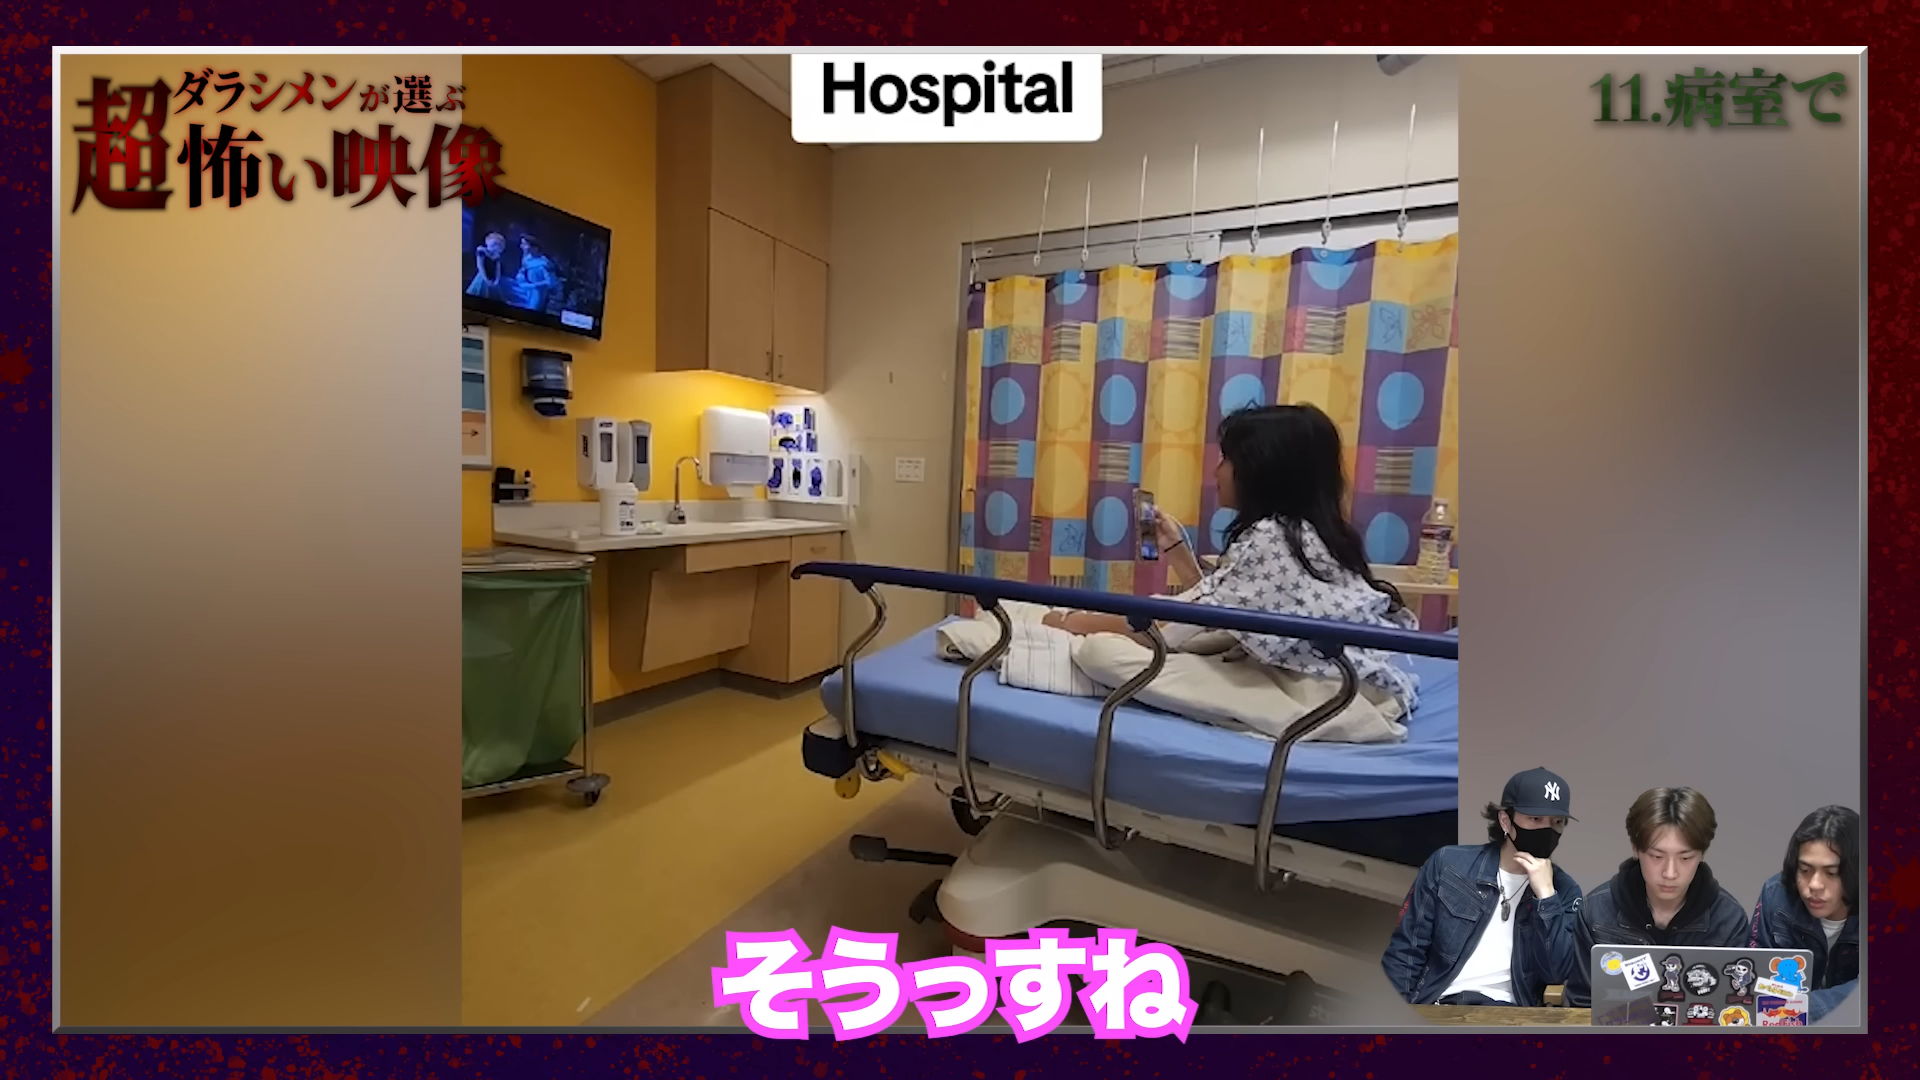 ダラシメンが選ぶ
超怖い映像
Hospital
11.病室で
NY
そうっすね